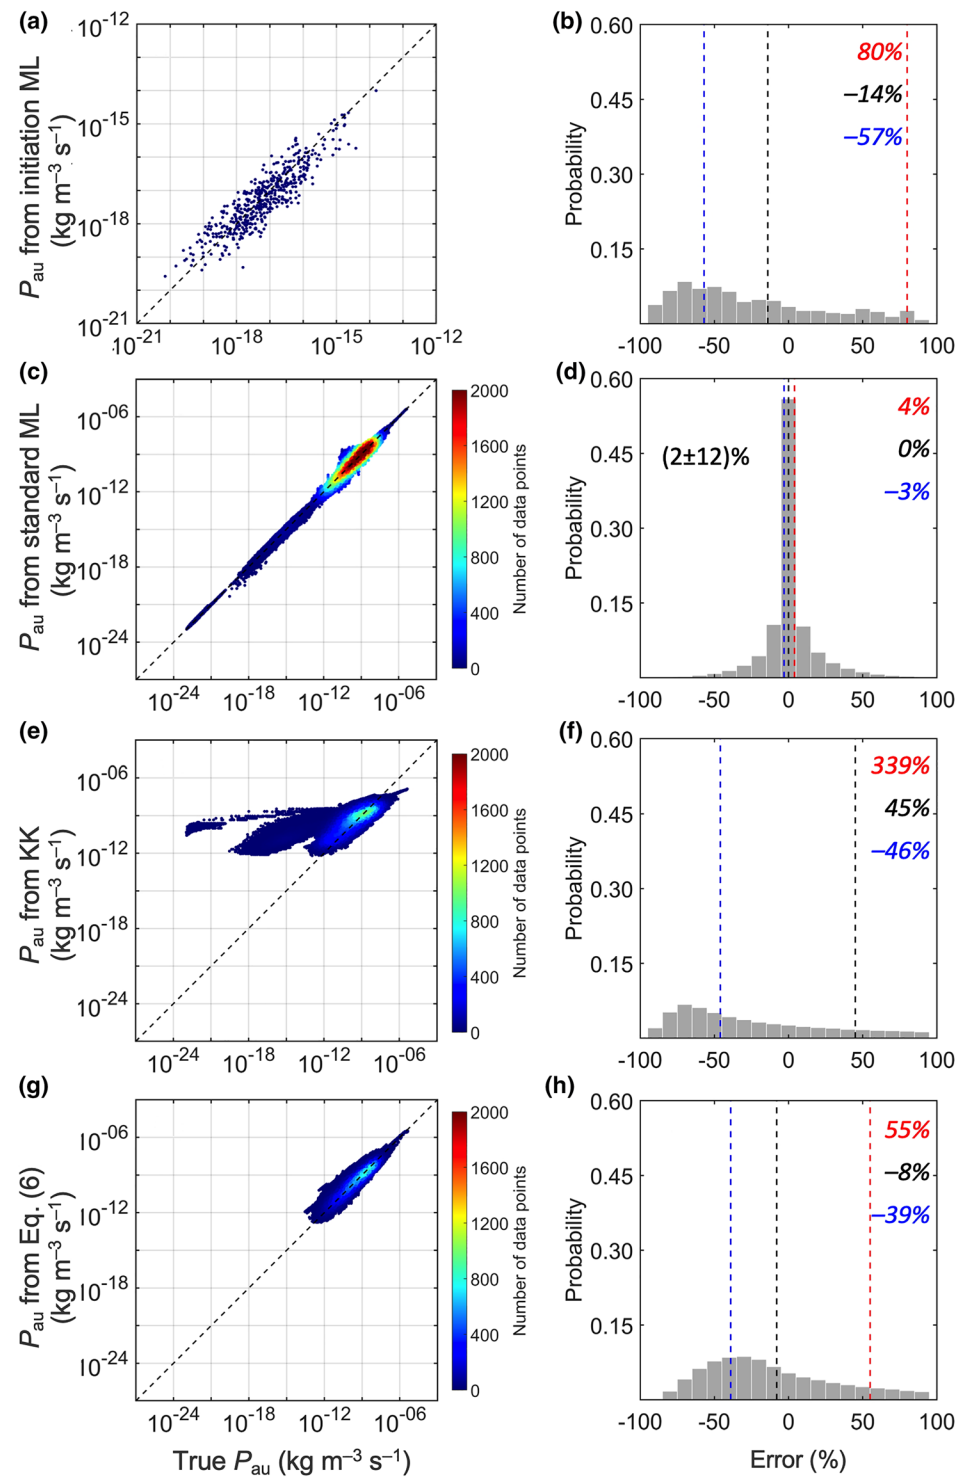 (a)
10⁻¹²
10⁻¹⁵
10⁻¹⁸
10⁻²¹
P_au from initiation ML
(kg m⁻³ s⁻¹)
10⁻²¹ 10⁻¹⁸ 10⁻¹⁵ 10⁻¹²
(b)
0.60
0.45
0.30
0.15
Probability
80%
−14%
−57%
-100 -50 0 50 100
(c)
10⁻⁰⁶
10⁻¹²
10⁻¹⁸
10⁻²⁴
P_au from standard ML
(kg m⁻³ s⁻¹)
10⁻²⁴ 10⁻¹⁸ 10⁻¹² 10⁻⁰⁶
2000
1600
1200
800
400
0
Number of data points
(d)
0.60
0.45
0.30
0.15
Probability
(2±12)%
4%
0%
−3%
-100 -50 0 50 100
(e)
10⁻⁰⁶
10⁻¹²
10⁻¹⁸
10⁻²⁴
P_au from KK
(kg m⁻³ s⁻¹)
10⁻²⁴ 10⁻¹⁸ 10⁻¹² 10⁻⁰⁶
2000
1600
1200
800
400
0
Number of data points
(f)
0.60
0.45
0.30
0.15
Probability
339%
45%
−46%
-100 -50 0 50 100
(g)
10⁻⁰⁶
10⁻¹²
10⁻¹⁸
10⁻²⁴
P_au from Eq. (6)
(kg m⁻³ s⁻¹)
10⁻²⁴ 10⁻¹⁸ 10⁻¹² 10⁻⁰⁶
True P_au (kg m⁻³ s⁻¹)
2000
1600
1200
800
400
0
Number of data points
(h)
0.60
0.45
0.30
0.15
Probability
55%
−8%
−39%
-100 -50 0 50 100
Error (%)